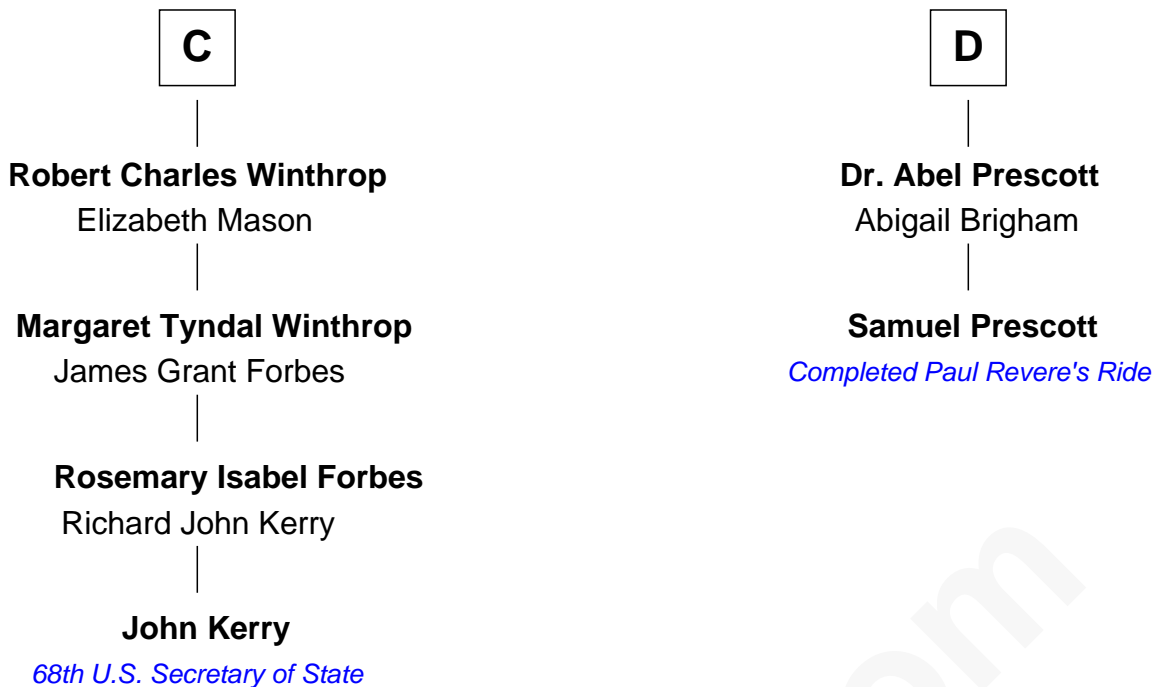 C
Robert Charles Winthrop
Elizabeth Mason
Margaret Tyndal Winthrop
James Grant Forbes
Rosemary Isabel Forbes
Richard John Kerry
John Kerry
68th U.S. Secretary of State
D
Dr. Abel Prescott
Abigail Brigham
Samuel Prescott
Completed Paul Revere's Ride
om